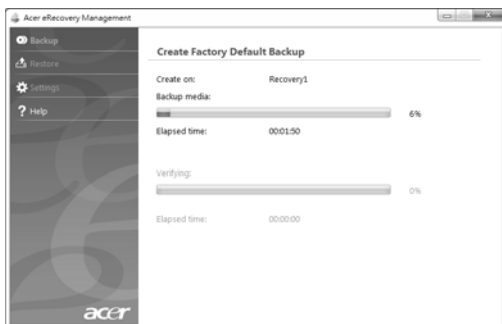 Acer eRecovery Management
Backup
Restore
Settings
? Help
Create Factory Default Backup
Create on: Recovery1
Backup media:
6%
Elapsed time: 00:01:50
Verifying:
0%
Elapsed time: 00:00:00
acer